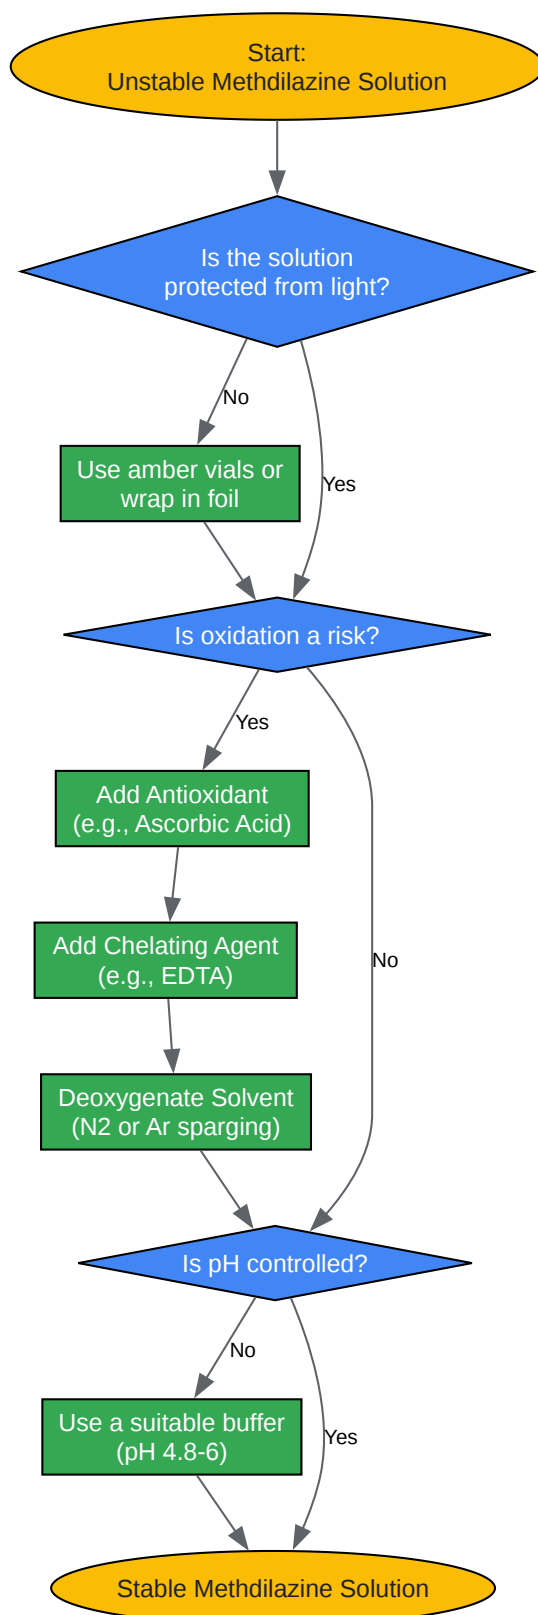 Start:
Unstable Methdilazine Solution
Is the solution
protected from light?
No
Use amber vials or
wrap in foil
Yes
Is oxidation a risk?
Yes
Add Antioxidant
(e.g., Ascorbic Acid)
Add Chelating Agent
(e.g., EDTA)
No
Deoxygenate Solvent
(N2 or Ar sparging)
Is pH controlled?
No
Use a suitable buffer
(pH 4.8-6)
Yes
Stable Methdilazine Solution